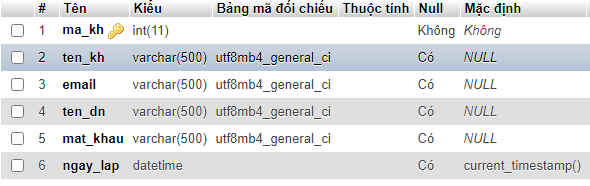 # Tên Kiểu Bảng mã đối chiếu Thuộc tính Null Mặc định
1 ma_kh int(11) Không Không
2 ten_kh varchar(500) utf8mb4_general_ci Có NULL
3 email varchar(500) utf8mb4_general_ci Có NULL
4 ten_dn varchar(500) utf8mb4_general_ci Có NULL
5 mat_khau varchar(500) utf8mb4_general_ci Có NULL
6 ngay_lap datetime Có current_timestamp()